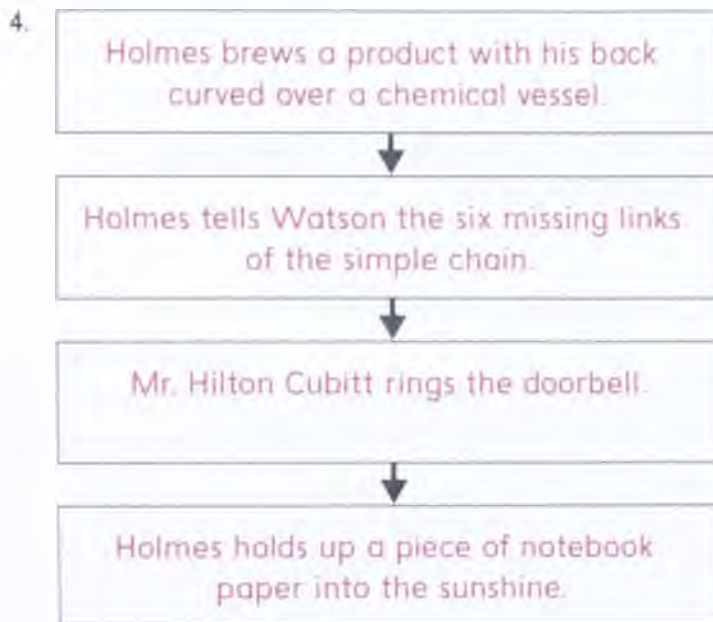 4.
Holmes brews a product with his back
curved over a chemical vessel.
Holmes tells Watson the six missing links
of the simple chain.
Mr. Hilton Cubitt rings the doorbell.
Holmes holds up a piece of notebook
paper into the sunshine.